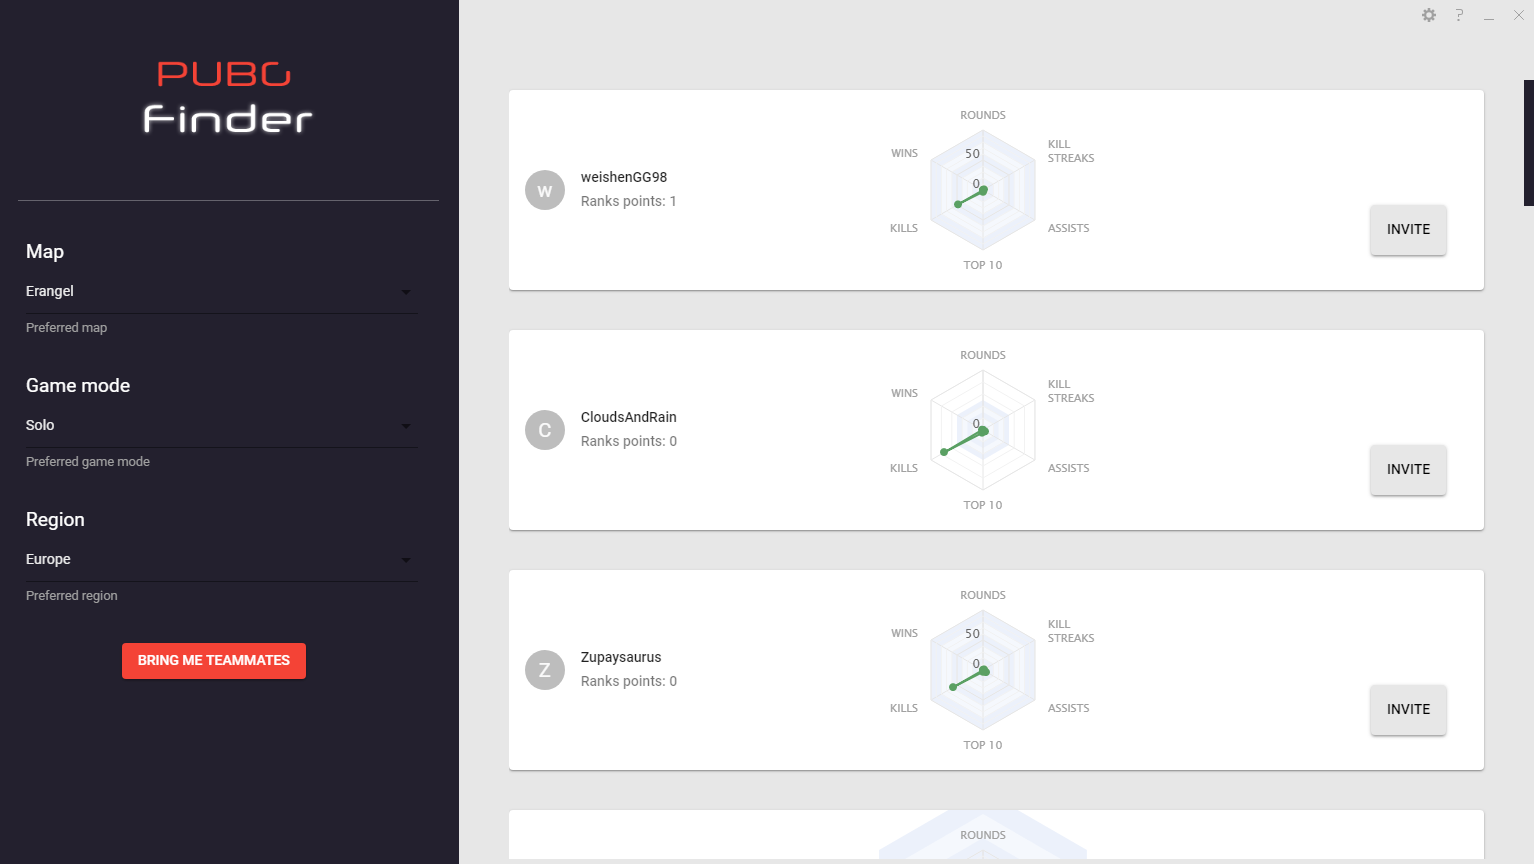 PUBG
Finder
Map
Erangel
Preferred map
Game mode
Solo
Preferred game mode
Region
Europe
Preferred region
BRING ME TEAMMATES
?
W
weishenGG98
Ranks points: 1
ROUNDS
KILL
STREAKS
ASSISTS
TOP 10
KILLS
WINS
50
0
INVITE
C
CloudsAndRain
Ranks points: 0
ROUNDS
KILL
STREAKS
ASSISTS
TOP 10
KILLS
WINS
0
INVITE
Z
Zupaysaurus
Ranks points: 0
ROUNDS
KILL
STREAKS
ASSISTS
TOP 10
KILLS
WINS
50
0
INVITE
ROUNDS